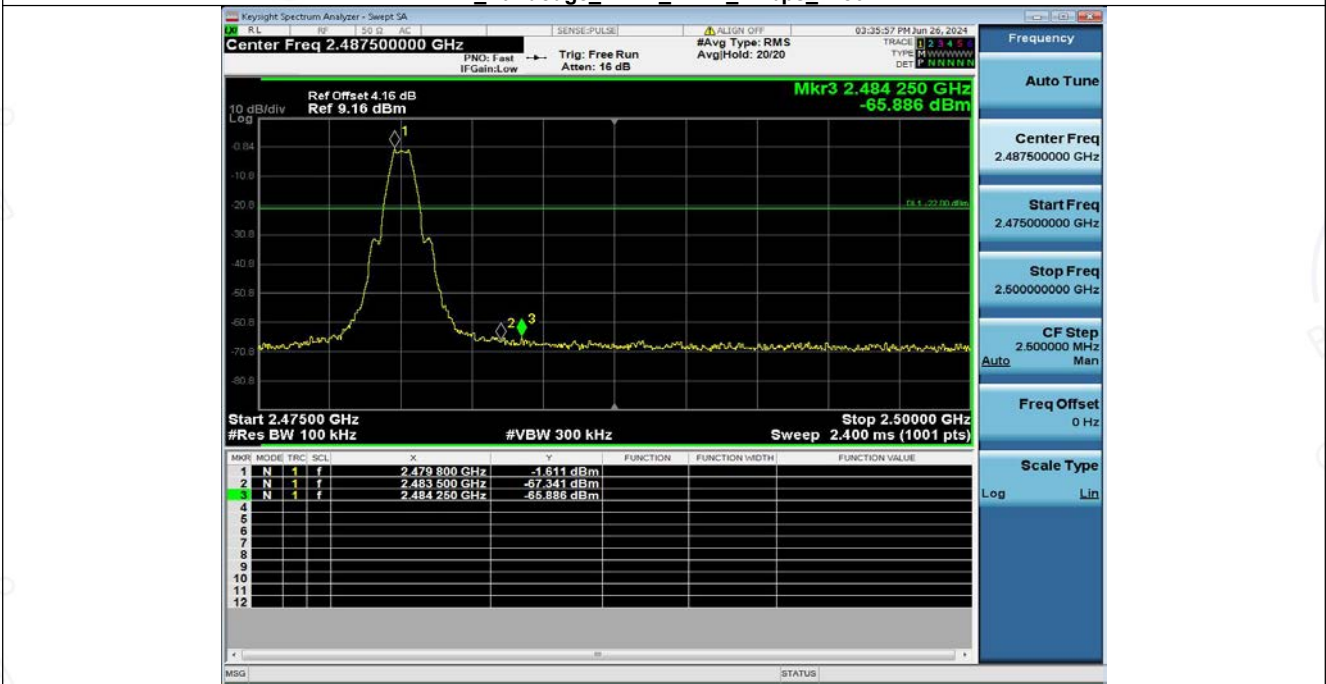 Keysight Spectrum Analyzer - Swept SA
RL RF 50 Ω AC SENSE:PULSE ALIGN OFF 03:35:57 PM Jun 26, 2024
Center Freq 2.487500000 GHz #Avg Type: RMS TRACE 1 2 3 4 5 6
PNO: Fast Trig: Free Run Avg|Hold: 20/20 TYPE M WWWWW
IFGain:Low Atten: 16 dB DET P N N N N N
Ref Offset 4.16 dB Mkr3 2.484 250 GHz
10 dB/div Ref 9.16 dBm -65.886 dBm
Log
1
-0.84
-10.8
-20.8
DL1 -22.00 dBm
-30.8
-40.8
-50.8
-60.8
2 3
-70.8
-80.8
Start 2.47500 GHz Stop 2.50000 GHz
#Res BW 100 kHz #VBW 300 kHz Sweep 2.400 ms (1001 pts)
MKR MODE TRC SCL X Y FUNCTION FUNCTION WIDTH FUNCTION VALUE
1 N 1 f 2.479 800 GHz -1.611 dBm
2 N 1 f 2.483 500 GHz -67.341 dBm
3 N 1 f 2.484 250 GHz -65.886 dBm
4
5
6
7
8
9
10
11
12
MSG STATUS
Frequency
Auto Tune
Center Freq
2.487500000 GHz
Start Freq
2.475000000 GHz
Stop Freq
2.500000000 GHz
CF Step
2.500000 MHz
Auto Man
Freq Offset
0 Hz
Scale Type
Log Lin